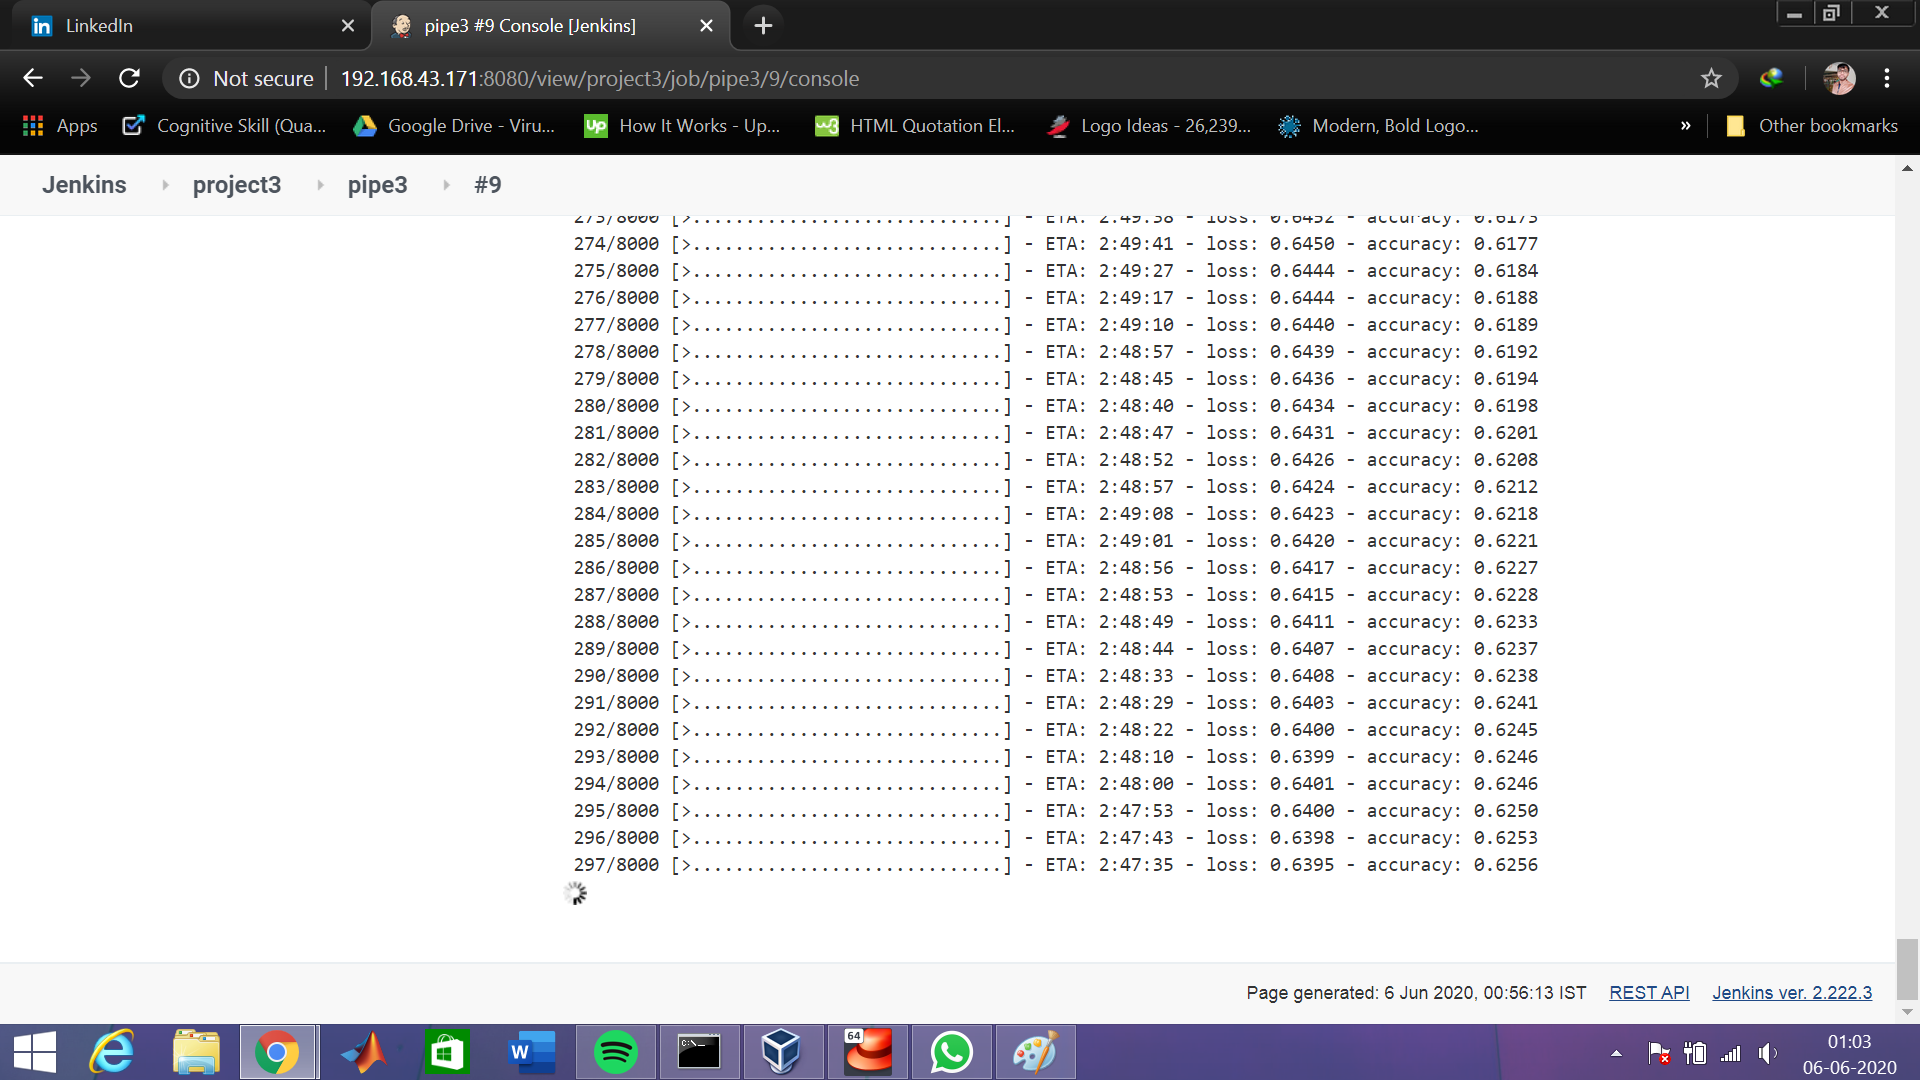 LinkedIn
pipe3 #9 Console [Jenkins]
Not secure
192.168.43.171:8080/view/project3/job/pipe3/9/console
Apps
Cognitive Skill (Qua...
Google Drive - Viru...
Up
How It Works - Up...
w3
HTML Quotation El...
Logo Ideas - 26,239...
Modern, Bold Logo...
»
Other bookmarks
Jenkins
project3
pipe3
#9
273/8000 [>.............................] - ETA: 2:49:38 - loss: 0.6452 - accuracy: 0.6173
274/8000 [>.............................] - ETA: 2:49:41 - loss: 0.6450 - accuracy: 0.6177
275/8000 [>.............................] - ETA: 2:49:27 - loss: 0.6444 - accuracy: 0.6184
276/8000 [>.............................] - ETA: 2:49:17 - loss: 0.6444 - accuracy: 0.6188
277/8000 [>.............................] - ETA: 2:49:10 - loss: 0.6440 - accuracy: 0.6189
278/8000 [>.............................] - ETA: 2:48:57 - loss: 0.6439 - accuracy: 0.6192
279/8000 [>.............................] - ETA: 2:48:45 - loss: 0.6436 - accuracy: 0.6194
280/8000 [>.............................] - ETA: 2:48:40 - loss: 0.6434 - accuracy: 0.6198
281/8000 [>.............................] - ETA: 2:48:47 - loss: 0.6431 - accuracy: 0.6201
282/8000 [>.............................] - ETA: 2:48:52 - loss: 0.6426 - accuracy: 0.6208
283/8000 [>.............................] - ETA: 2:48:57 - loss: 0.6424 - accuracy: 0.6212
284/8000 [>.............................] - ETA: 2:49:08 - loss: 0.6423 - accuracy: 0.6218
285/8000 [>.............................] - ETA: 2:49:01 - loss: 0.6420 - accuracy: 0.6221
286/8000 [>.............................] - ETA: 2:48:56 - loss: 0.6417 - accuracy: 0.6227
287/8000 [>.............................] - ETA: 2:48:53 - loss: 0.6415 - accuracy: 0.6228
288/8000 [>.............................] - ETA: 2:48:49 - loss: 0.6411 - accuracy: 0.6233
289/8000 [>.............................] - ETA: 2:48:44 - loss: 0.6407 - accuracy: 0.6237
290/8000 [>.............................] - ETA: 2:48:33 - loss: 0.6408 - accuracy: 0.6238
291/8000 [>.............................] - ETA: 2:48:29 - loss: 0.6403 - accuracy: 0.6241
292/8000 [>.............................] - ETA: 2:48:22 - loss: 0.6400 - accuracy: 0.6245
293/8000 [>.............................] - ETA: 2:48:10 - loss: 0.6399 - accuracy: 0.6246
294/8000 [>.............................] - ETA: 2:48:00 - loss: 0.6401 - accuracy: 0.6246
295/8000 [>.............................] - ETA: 2:47:53 - loss: 0.6400 - accuracy: 0.6250
296/8000 [>.............................] - ETA: 2:47:43 - loss: 0.6398 - accuracy: 0.6253
297/8000 [>.............................] - ETA: 2:47:35 - loss: 0.6395 - accuracy: 0.6256
Page generated: 6 Jun 2020, 00:56:13 IST
REST API
Jenkins ver. 2.222.3
64
01:03
06-06-2020